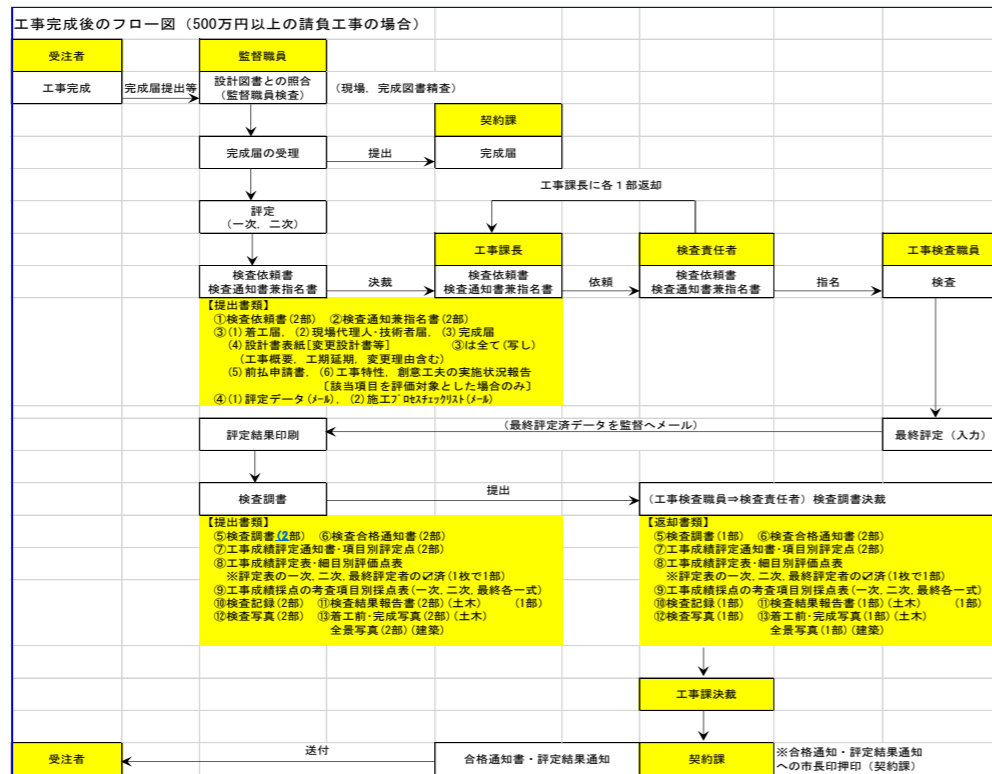 工事完成後のフロー図（500万円以上の請負工事の場合）
受注者
監督職員
工事完成
完成届提出等
設計図書との照合
（監督職員検査）
（現場、完成図書精査）
契約課
完成届の受理
提出
完成届
工事課長に各１部返却
評定
（一次、二次）
工事課長
検査責任者
工事検査職員
検査依頼書
検査通知書兼指名書
決裁
検査依頼書
検査通知書兼指名書
依頼
検査依頼書
検査通知書兼指名書
指名
検査
【提出書類】
①検査依頼書(2部)　②検査通知兼指名書(2部)
③(1)着工届、(2)現場代理人・技術者届、(3)完成届
(4)設計書表紙[変更設計書等]　③は全て(写し)
(工事概要、工期延期、変更理由含む)
(5)前払申請書、(6)工事特性、創意工夫の実施状況報告
〔該当項目を評価対象とした場合のみ〕
④(1)評定データ(メール)、(2)施工プロセスチェックリスト(メール)
評定結果印刷
(最終評定済データを監督へメール)
最終評定（入力）
検査調書
提出
（工事検査職員⇒検査責任者）検査調書決裁
【提出書類】
⑤検査調書(2部)　⑥検査合格通知書(2部)
⑦工事成績評定通知書・項目別評定点(2部)
⑧工事成績評定表・細目別評価点表
※評定表の一次、二次、最終評定者の☑済(1枚で1部)
⑨工事成績採点の考査項目別採点表(一次、二次、最終各一式)
⑩検査記録(2部)　⑪検査結果報告書(2部)(土木)　(1部)
⑫検査写真(2部)　⑬着工前・完成写真(2部)(土木)
全景写真(2部)(建築)
【返却書類】
⑤検査調書(1部)　⑥検査合格通知書(2部)
⑦工事成績評定通知書・項目別評定点(2部)
⑧工事成績評定表・細目別評価点表
※評定表の一次、二次、最終評定者の☑済(1枚で1部)
⑨工事成績採点の考査項目別採点表(一次、二次、最終各一式)
⑩検査記録(1部)　⑪検査結果報告書(1部)(土木)　(1部)
⑫検査写真(1部)　⑬着工前・完成写真(1部)(土木)
全景写真(1部)(建築)
工事課決裁
受注者
送付
合格通知書・評定結果通知
契約課
※合格通知・評定結果通知
への市長印押印（契約課）